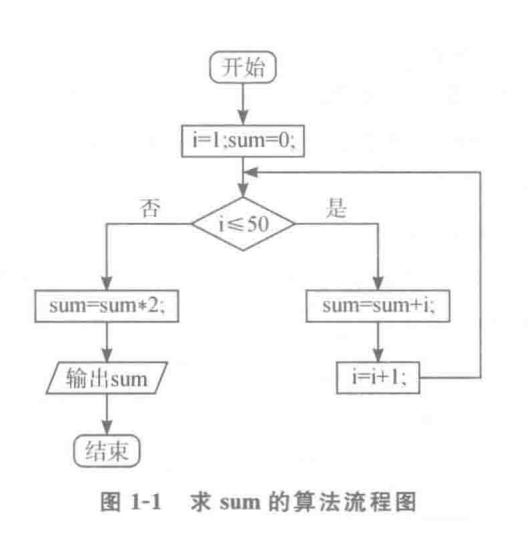 开始
i=1;sum=0;
否
是
i≤50
sum=sum*2;
sum=sum+i;
输出sum
i=i+1;
结束
图 1-1 求 sum 的算法流程图